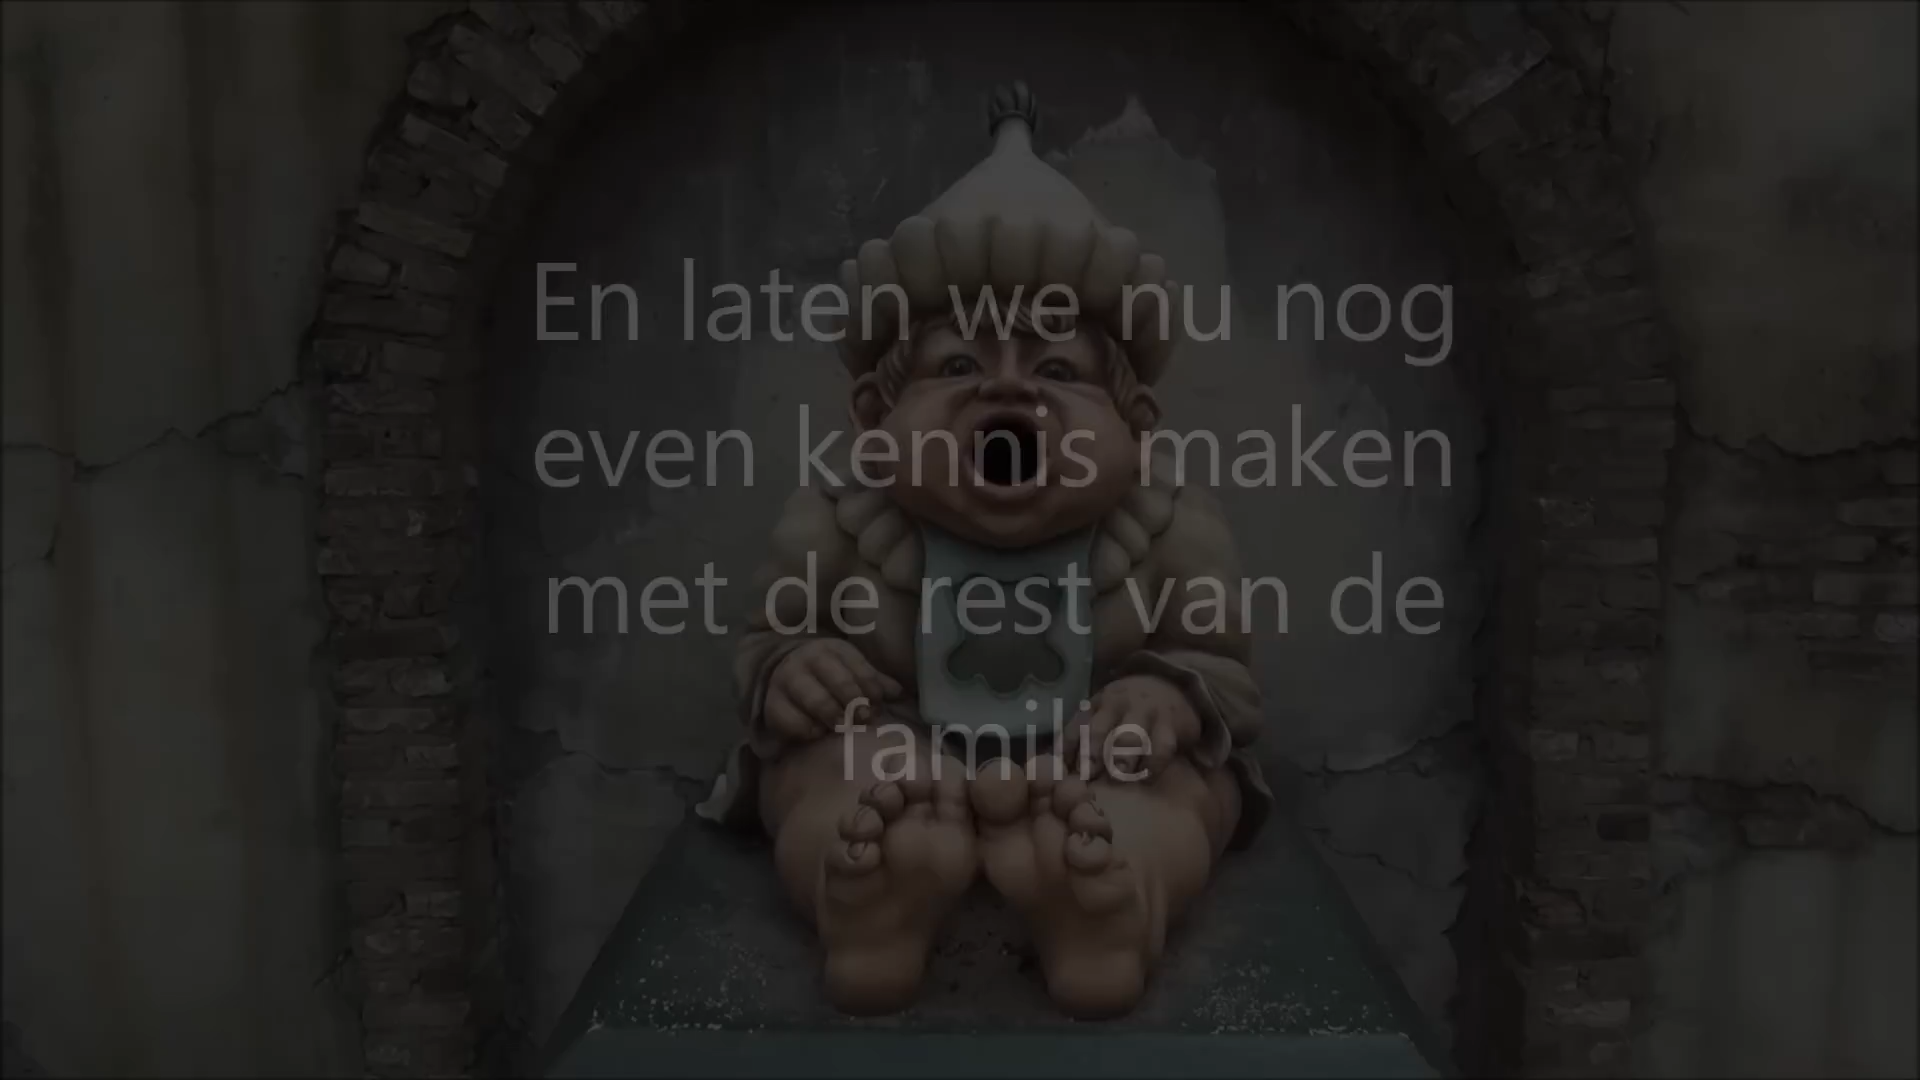 En laten we nu nog
even kennis maken
met de rest van de
familie